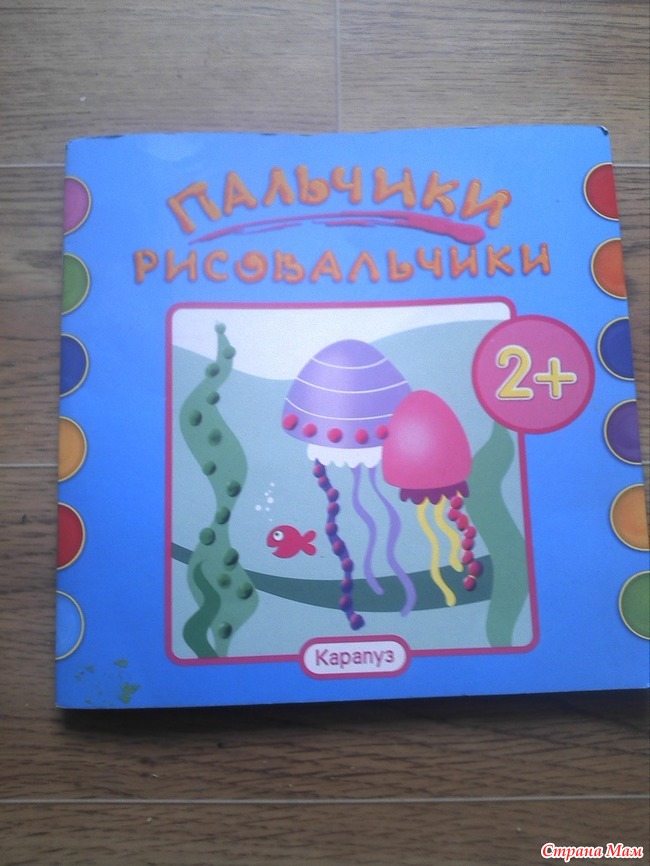 Пальчики
рисовальчики
2+
Карапуз
Страна Мам